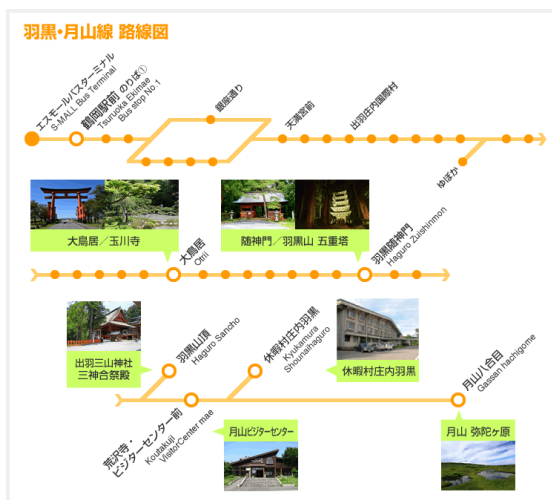 羽黒・月山線 路線図
エスモールバスターミナル
S-MALL Bus Terminal
鶴岡駅前 のりば①
Tsuruoka Ekimae
Bus stop No.1
銀座通り
天満宮前
出羽庄内国際村
ゆぽか
大鳥居／玉川寺
随神門／羽黒山 五重塔
大鳥居
Otrii
羽黒随神門
Haguro Zuishinmon
出羽三山神社
三神合祭殿
羽黒山頂
Haguro Sancho
休暇村庄内羽黒
Kyukamura
Shounaihaguro
休暇村庄内羽黒
月山八合目
Gassan hachigome
荒沢寺・
ビジターセンター前
Koutakuji
VisitorCenter mae
月山ビジターセンター
月山 弥陀ヶ原